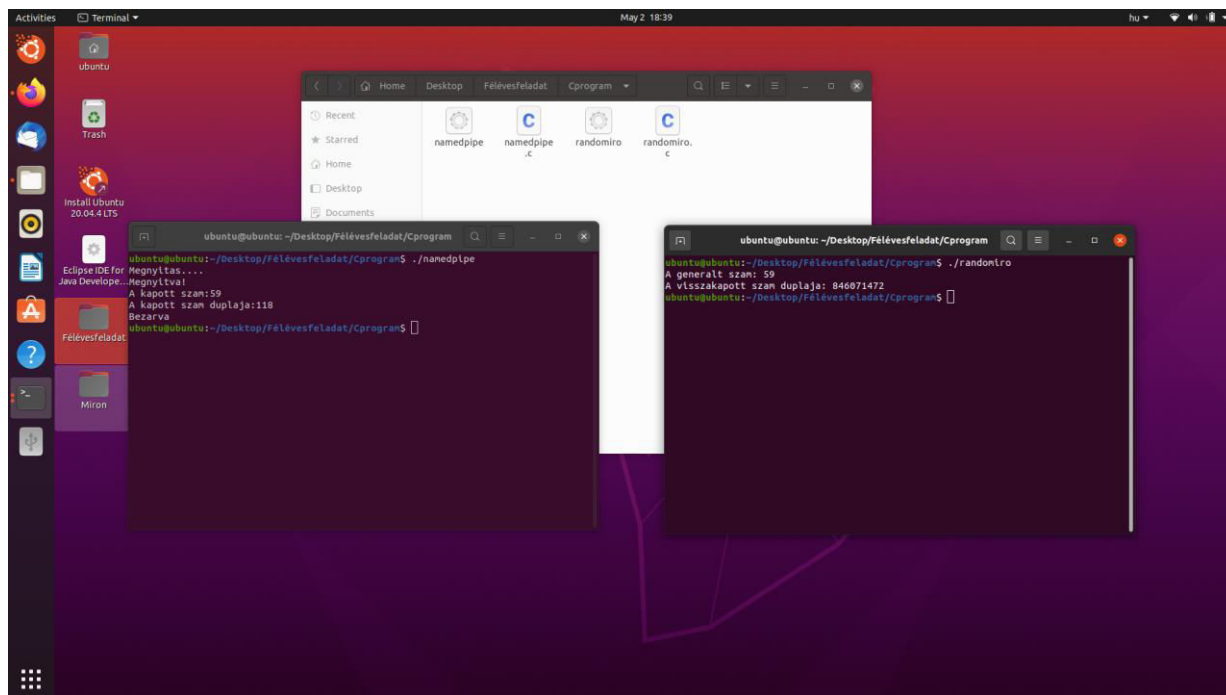 Activities
Terminal
May 2 18:39
hu
ubuntu
Trash
Install Ubuntu
20.04.4 LTS
Eclipse IDE for
Java Develope...
Félévesfeladat
Miron
Home
Desktop
Félévesfeladat
Cprogram
Recent
Starred
Home
Desktop
Documents
namedpipe
namedpipe
.c
randomiro
randomiro.
c
ubuntu@ubuntu: ~/Desktop/Félévesfeladat/Cprogram
ubuntu@ubuntu:~/Desktop/Félévesfeladat/Cprogram$ ./namedpipe
Megnyitas....
Megnyitva!
A kapott szam:59
A kapott szam duplaja:118
Bezarva
ubuntu@ubuntu:~/Desktop/Félévesfeladat/Cprogram$
ubuntu@ubuntu: ~/Desktop/Félévesfeladat/Cprogram
ubuntu@ubuntu:~/Desktop/Félévesfeladat/Cprogram$ ./randomiro
A generalt szam: 59
A visszakapott szam duplaja: 846071472
ubuntu@ubuntu:~/Desktop/Félévesfeladat/Cprogram$